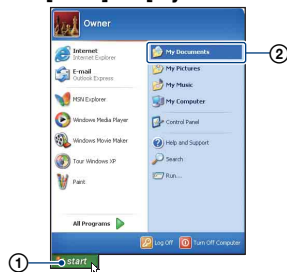 Owner
Internet
Internet Explorer
E-mail
Outlook Express
MSN Explorer
Windows Media Player
Windows Movie Maker
Tour Windows XP
Paint
All Programs
My Documents
My Pictures
My Music
My Computer
Control Panel
Help and Support
Search
Run...
Log Off
Turn Off Computer
start
1
2